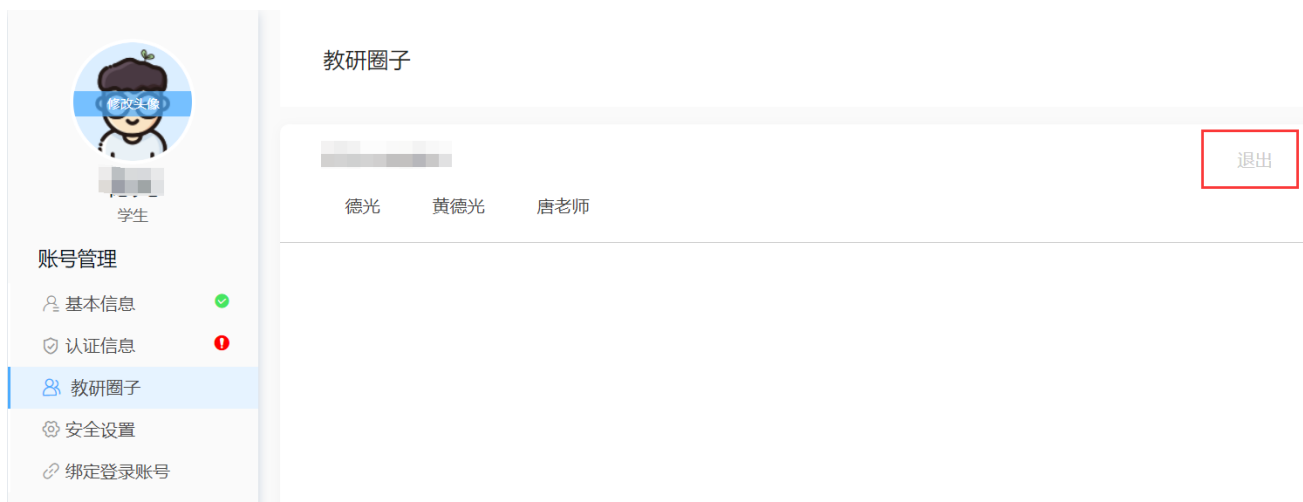 修改头像
学生
账号管理
基本信息
认证信息
教研圈子
安全设置
绑定登录账号
教研圈子
退出
德光 黄德光 唐老师